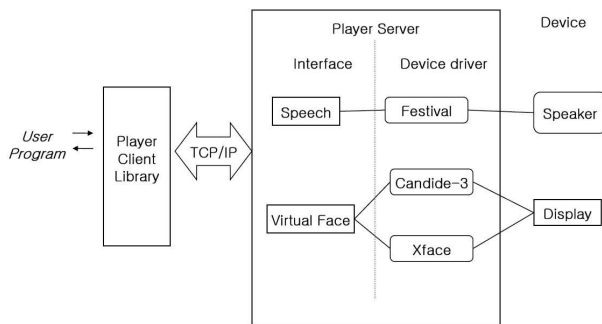 Player Server
Device
Interface
Device driver
Speech
Festival
Speaker
User
Program
Player
Client
Library
TCP/IP
Candide-3
Virtual Face
Display
Xface